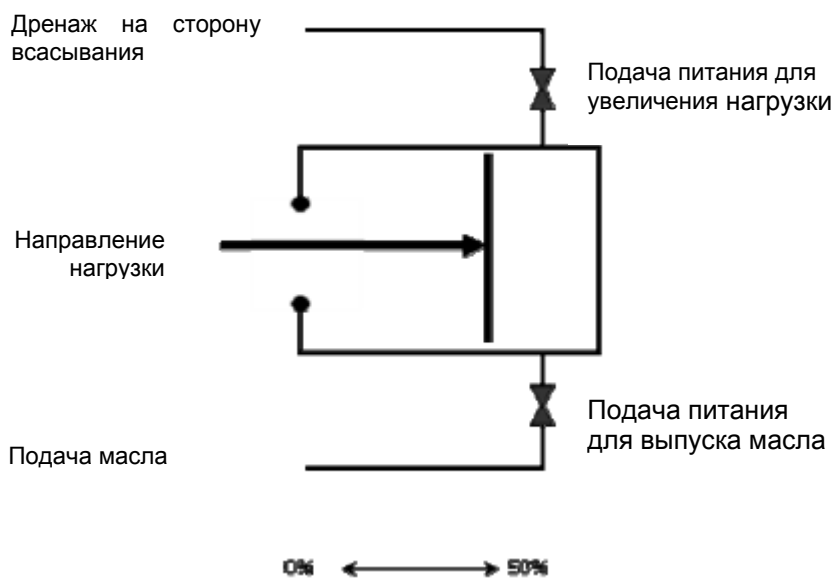 Дренаж на сторону
всасывания
Подача питания для
увеличения нагрузки
Направление
нагрузки
Подача питания
для выпуска масла
Подача масла
0% 50%